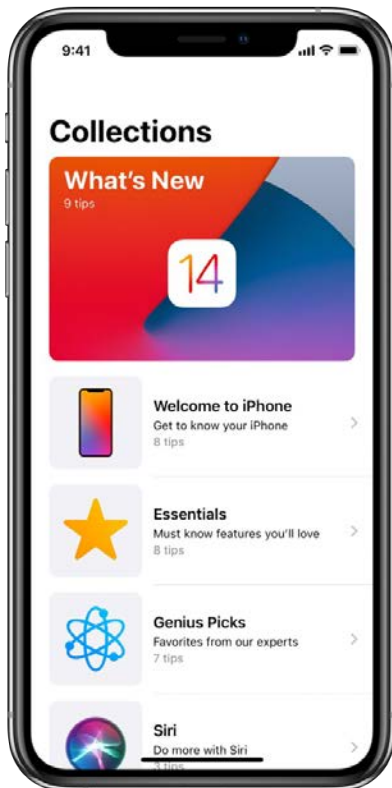 9:41
Collections
What's New
9 tips
14
Welcome to iPhone
Get to know your iPhone
8 tips
Essentials
Must know features you'll love
8 tips
Genius Picks
Favorites from our experts
7 tips
Siri
Do more with Siri
3 tips